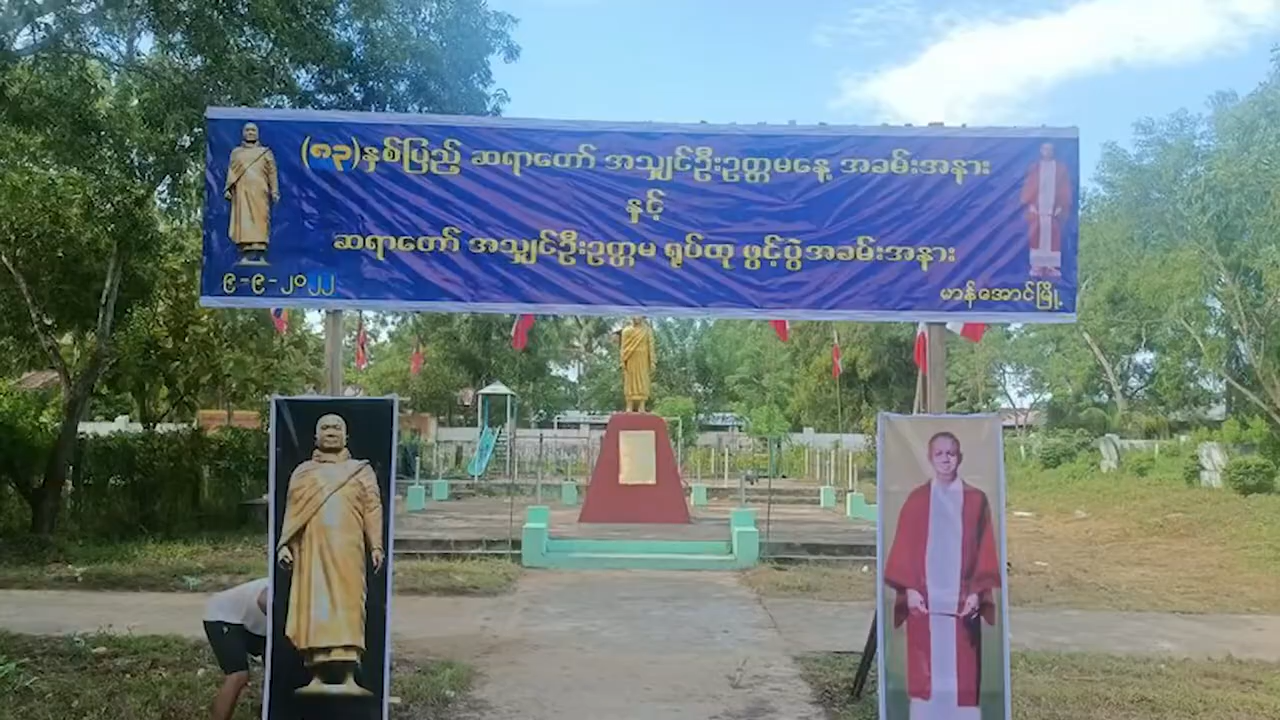 (၈၃)နှစ်ပြည့် ဆရာတော် အသျှင်ဦးဥတ္တမနေ့ အခမ်းအနား
နှင့်
ဆရာတော် အသျှင်ဦးဥတ္တမ ရုပ်ထု ဖွင့်ပွဲအခမ်းအနား
၉-၉-၂၀၂၂
မာန်အောင်မြို့